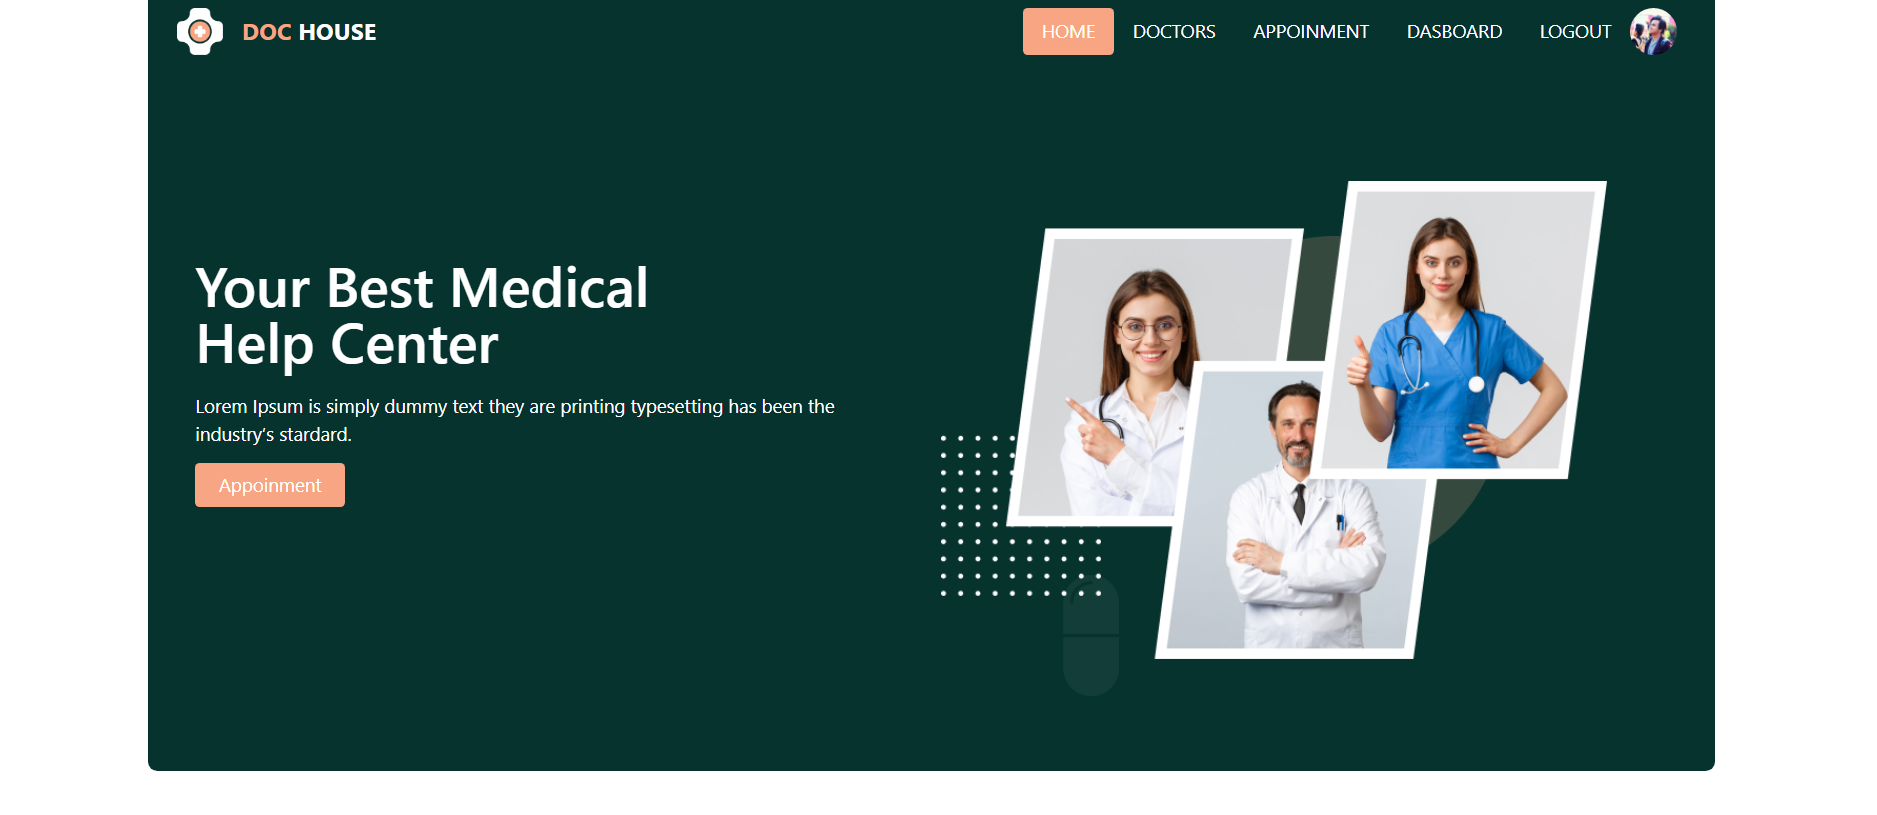 DOC HOUSE
HOME
DOCTORS
APPOINMENT
DASBOARD
LOGOUT
Your Best Medical
Help Center
Lorem Ipsum is simply dummy text they are printing typesetting has been the
industry's stardard.
Appoinment